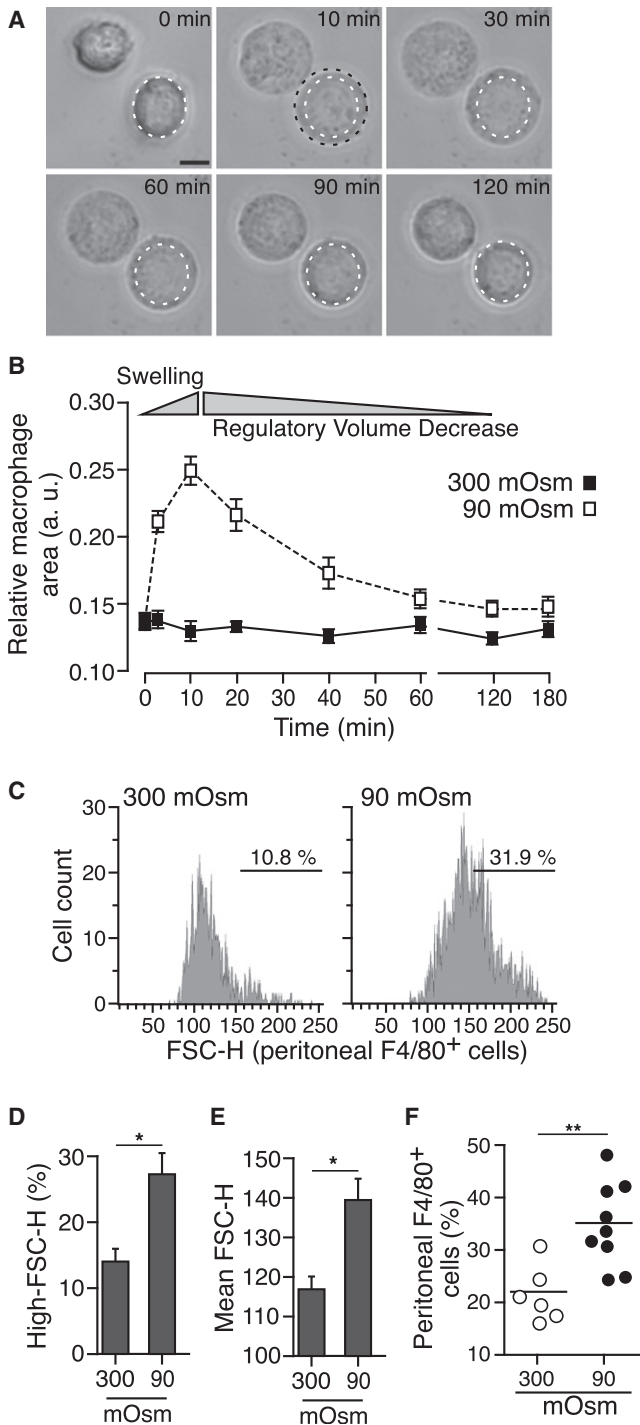 A
0 min
10 min
30 min
60 min
90 min
120 min
B
Swelling
Regulatory Volume Decrease
Relative macrophage
area (a. u.)
0.30
0.25
0.20
0.15
0.10
300 mOsm
90 mOsm
0 10 20 30 40 50 60 120 180
Time (min)
C
300 mOsm
90 mOsm
10.8 %
31.9 %
Cell count
30
20
10
0
50 100 150 200 250
50 100 150 200 250
FSC-H (peritoneal F4/80+ cells)
D
*
High-FSC-H (%)
30
20
10
0
300 90
mOsm
E
*
Mean FSC-H
150
140
130
120
110
100
300 90
mOsm
F
**
Peritoneal F4/80+
cells (%)
50
40
30
20
10
300 90
mOsm